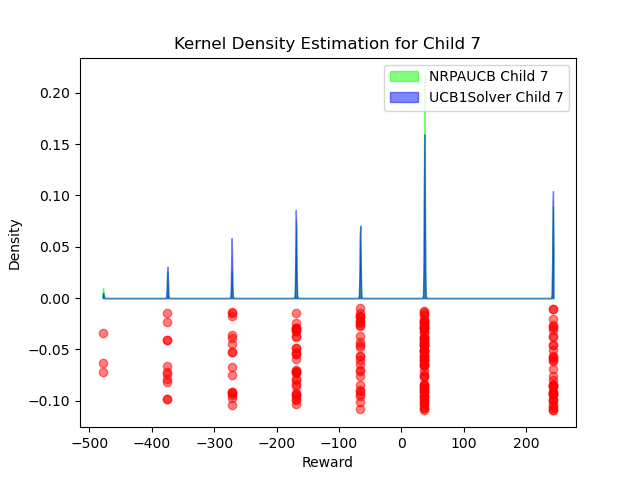 Kernel Density Estimation for Child 7
NRPAUCB Child 7
UCB1Solver Child 7
Density
0.20
0.15
0.10
0.05
0.00
−0.05
−0.10
−500 −400 −300 −200 −100 0 100 200
Reward